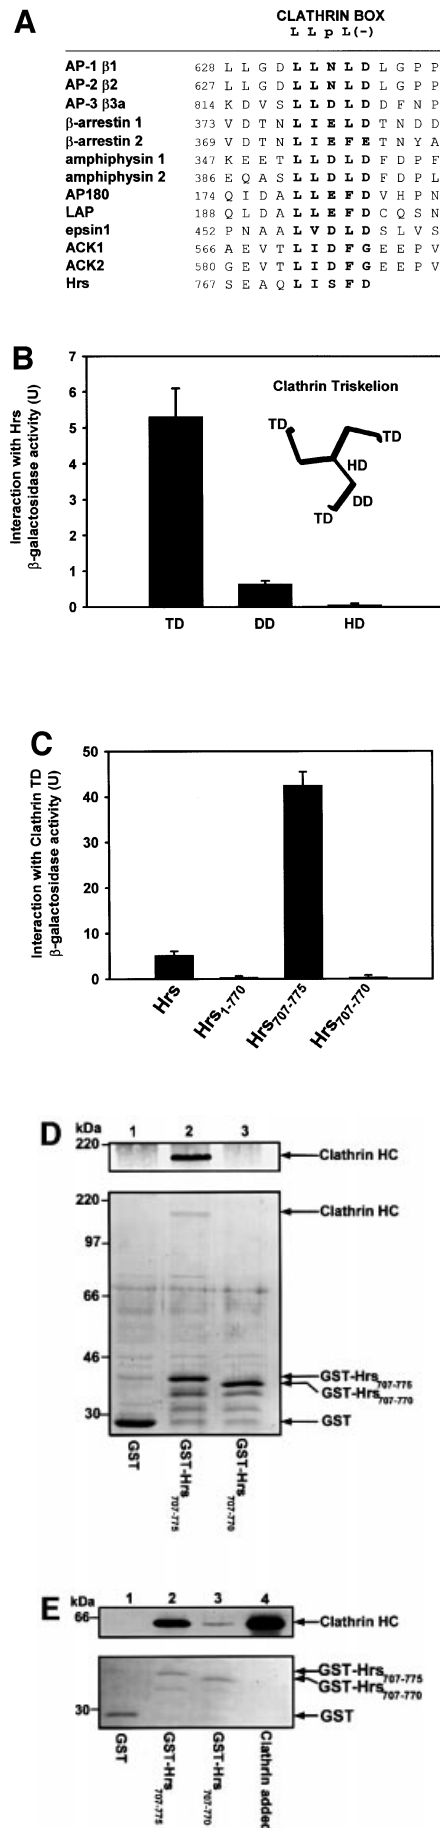 A
CLATHRIN BOX
L L p L (-)
AP-1 β1 628 L L G D L L N L D L G P P
AP-2 β2 627 L L G D L L N L D L G P P
AP-3 β3a 814 K D V S L L D L D D F N P
β-arrestin 1 373 V D T N L I E L D T N D D
β-arrestin 2 369 V D T N L I E F E T N Y A
amphiphysin 1 347 K E E T L L D L D F D P F
amphiphysin 2 386 E Q A S L L D L D F D P L
AP180 174 Q I D A L L E F D V H P N
LAP 188 Q L D A L L E F D C Q S N
epsin1 452 P N A A L V D L D S L V S
ACK1 566 A E V T L I D F G E E P V
ACK2 580 G E V T L I D F G E E P V
Hrs 767 S E A Q L I S F D
B
Interaction with Hrs
β-galactosidase activity (U)
7
6
5
4
3
2
1
0
Clathrin Triskelion
TD
TD
HD
DD
TD
TD DD HD
C
Interaction with Clathrin TD
β-galactosidase activity (U)
50
40
30
20
10
0
Hrs
Hrs1-770
Hrs707-775
Hrs707-770
D
kDa 1 2 3
220
Clathrin HC
220
Clathrin HC
97
66
46
GST-Hrs707-775
GST-Hrs707-770
30
GST
GST
GST-Hrs707-775
GST-Hrs707-770
E
kDa 1 2 3 4
66
Clathrin HC
GST-Hrs707-775
GST-Hrs707-770
30
GST
GST
GST-Hrs707-775
GST-Hrs707-770
Clathrin added